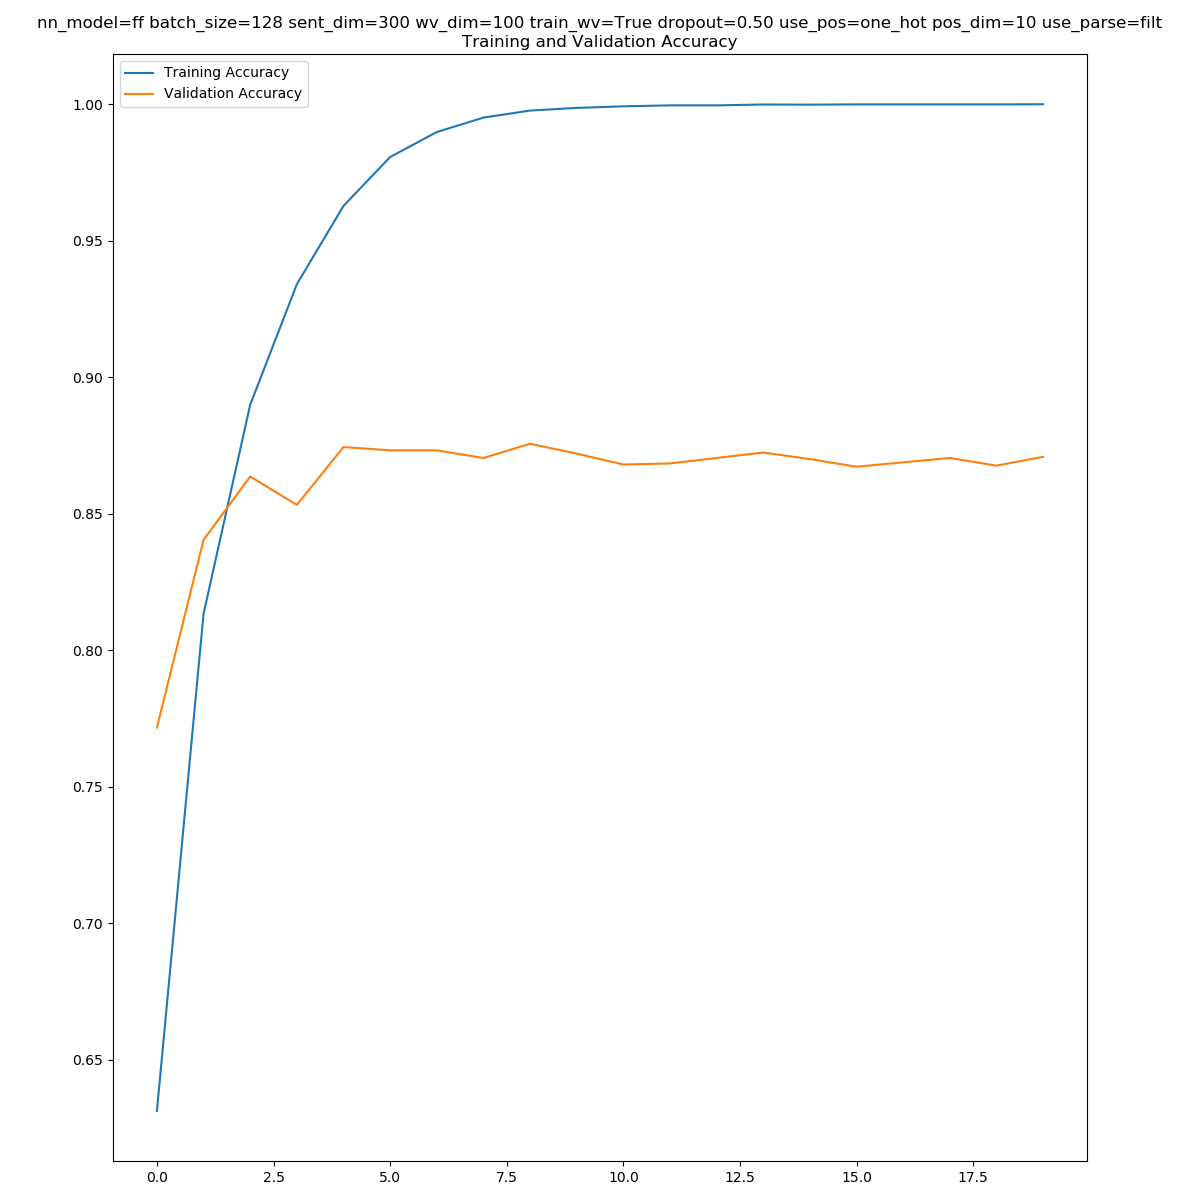 nn_model=ff batch_size=128 sent_dim=300 wv_dim=100 train_wv=True dropout=0.50 use_pos=one_hot pos_dim=10 use_parse=filt
Training and Validation Accuracy
Training Accuracy
Validation Accuracy
1.00
0.95
0.90
0.85
0.80
0.75
0.70
0.65
0.0 2.5 5.0 7.5 10.0 12.5 15.0 17.5